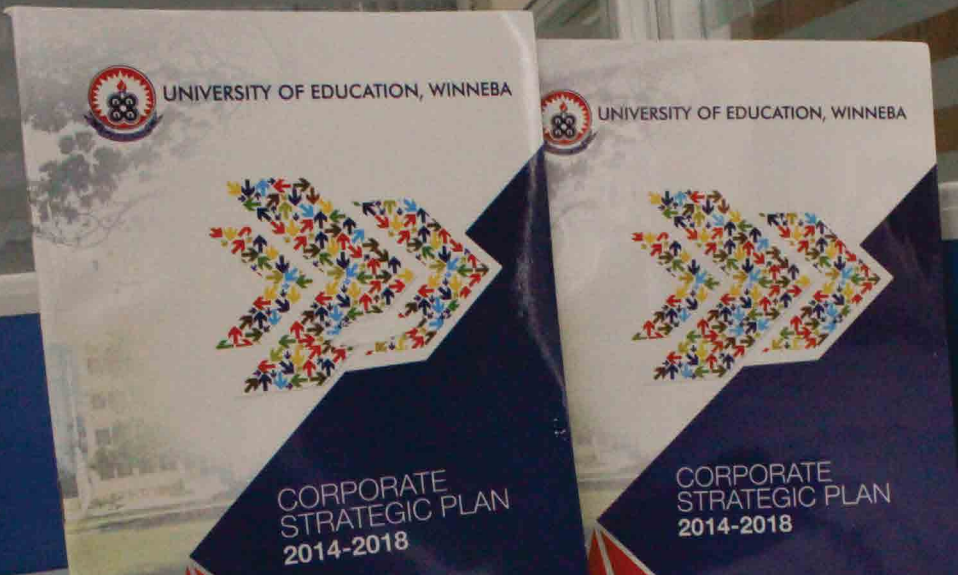 UNIVERSITY OF EDUCATION, WINNEBA
CORPORATE
STRATEGIC PLAN
2014-2018
UNIVERSITY OF EDUCATION, WINNEBA
CORPORATE
STRATEGIC PLAN
2014-2018